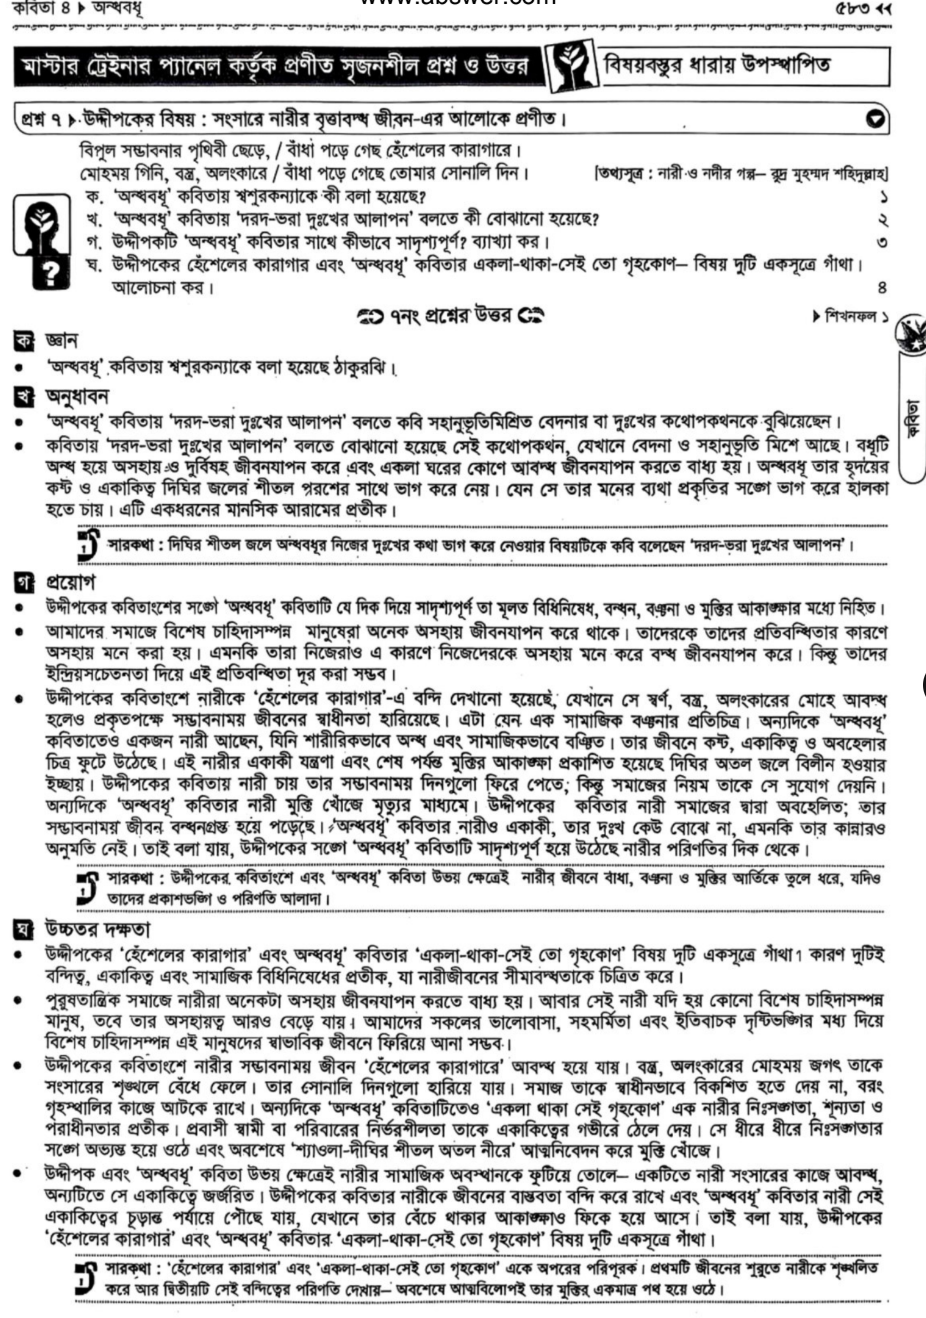 কবিতা ৪ ▶ অন্ধবধূ
www.abswer.com
৫৮৩ ◀◀
মাস্টার ট্রেইনার প্যানেল কর্তৃক প্রণীত সৃজনশীল প্রশ্ন ও উত্তর
বিষয়বস্তুর ধারায় উপস্থাপিত
প্রশ্ন ৭ ▶ উদ্দীপকের বিষয় : সংসারে নারীর বৃত্তাবদ্ধ জীবন-এর আলোকে প্রণীত।
বিপুল সম্ভাবনার পৃথিবী ছেড়ে, / বাঁধা পড়ে গেছ হেঁশেলের কারাগারে।
মোহময় গিনি, বস্ত্র, অলংকারে / বাঁধা পড়ে গেছে তোমার সোনালি দিন। [তথ্যসূত্র : নারী ও নদীর গল্প– রুদ্র মুহম্মদ শহিদুল্লাহ]
ক. ‘অন্ধবধূ’ কবিতায় শ্বশুরকন্যাকে কী বলা হয়েছে? ১
খ. ‘অন্ধবধূ’ কবিতায় ‘দরদ-ভরা দুঃখের আলাপন’ বলতে কী বোঝানো হয়েছে? ২
গ. উদ্দীপকটি ‘অন্ধবধূ’ কবিতার সাথে কীভাবে সাদৃশ্যপূর্ণ? ব্যাখ্যা কর। ৩
ঘ. উদ্দীপকের হেঁশেলের কারাগার এবং ‘অন্ধবধূ’ কবিতার একলা-থাকা-সেই তো গৃহকোণ– বিষয় দুটি একসূত্রে গাঁথা।
আলোচনা কর। ৪
৭নং প্রশ্নের উত্তর
▶ শিখনফল ১
ক জ্ঞান
• ‘অন্ধবধূ’ কবিতায় শ্বশুরকন্যাকে বলা হয়েছে ঠাকুরঝি।
কবিতা
খ অনুধাবন
• ‘অন্ধবধূ’ কবিতায় ‘দরদ-ভরা দুঃখের আলাপন’ বলতে কবি সহানুভূতিমিশ্রিত বেদনার বা দুঃখের কথোপকথনকে বুঝিয়েছেন।
• কবিতায় ‘দরদ-ভরা দুঃখের আলাপন’ বলতে বোঝানো হয়েছে সেই কথোপকথন, যেখানে বেদনা ও সহানুভূতি মিশে আছে। বধূটি
অন্ধ হয়ে অসহায় ও দুর্বিষহ জীবনযাপন করে এবং একলা ঘরের কোণে আবদ্ধ জীবনযাপন করতে বাধ্য হয়। অন্ধবধূ তার হৃদয়ের
কষ্ট ও একাকিত্ব দিঘির জলের শীতল পরশের সাথে ভাগ করে নেয়। যেন সে তার মনের ব্যথা প্রকৃতির সঙ্গে ভাগ করে হালকা
হতে চায়। এটি একধরনের মানসিক আরামের প্রতীক।
সারকথা : দিঘির শীতল জলে অন্ধবধূর নিজের দুঃখের কথা ভাগ করে নেওয়ার বিষয়টিকে কবি বলেছেন ‘দরদ-ভরা দুঃখের আলাপন’।
গ প্রয়োগ
• উদ্দীপকের কবিতাংশের সঙ্গে ‘অন্ধবধূ’ কবিতাটি যে দিক দিয়ে সাদৃশ্যপূর্ণ তা মূলত বিধিনিষেধ, বন্ধন, বঞ্চনা ও মুক্তির আকাঙ্ক্ষার মধ্যে নিহিত।
• আমাদের সমাজে বিশেষ চাহিদাসম্পন্ন মানুষেরা অনেক অসহায় জীবনযাপন করে থাকে। তাদেরকে তাদের প্রতিবন্ধিতার কারণে
অসহায় মনে করা হয়। এমনকি তারা নিজেরাও এ কারণে নিজেদেরকে অসহায় মনে করে বদ্ধ জীবনযাপন করে। কিন্তু তাদের
ইন্দ্রিয়সচেতনতা দিয়ে এই প্রতিবন্ধিতা দূর করা সম্ভব।
• উদ্দীপকের কবিতাংশে নারীকে ‘হেঁশেলের কারাগার’-এ বন্দি দেখানো হয়েছে, যেখানে সে স্বর্ণ, বস্ত্র, অলংকারের মোহে আবদ্ধ
হলেও প্রকৃতপক্ষে সম্ভাবনাময় জীবনের স্বাধীনতা হারিয়েছে। এটা যেন এক সামাজিক বঞ্চনার প্রতিচিত্র। অন্যদিকে ‘অন্ধবধূ’
কবিতাতেও একজন নারী আছেন, যিনি শারীরিকভাবে অন্ধ এবং সামাজিকভাবে বঞ্চিত। তার জীবনে কষ্ট, একাকিত্ব ও অবহেলার
চিত্র ফুটে উঠেছে। এই নারীর একাকী যন্ত্রণা এবং শেষ পর্যন্ত মুক্তির আকাঙ্ক্ষা প্রকাশিত হয়েছে দিঘির অতল জলে বিলীন হওয়ার
ইচ্ছায়। উদ্দীপকের কবিতায় নারী চায় তার সম্ভাবনাময় দিনগুলো ফিরে পেতে; কিন্তু সমাজের নিয়ম তাকে সে সুযোগ দেয়নি।
অন্যদিকে ‘অন্ধবধূ’ কবিতার নারী মুক্তি খোঁজে মৃত্যুর মাধ্যমে। উদ্দীপকের কবিতার নারী সমাজের দ্বারা অবহেলিত; তার
সম্ভবনাময় জীবন বন্ধনগ্রস্ত হয়ে পড়েছে। ‘অন্ধবধূ’ কবিতার নারীও একাকী, তার দুঃখ কেউ বোঝে না, এমনকি তার কান্নারও
অনুমতি নেই। তাই বলা যায়, উদ্দীপকের সঙ্গে ‘অন্ধবধূ’ কবিতাটি সাদৃশ্যপূর্ণ হয়ে উঠেছে নারীর পরিণতির দিক থেকে।
সারকথা : উদ্দীপকের কবিতাংশে এবং ‘অন্ধবধূ’ কবিতা উভয় ক্ষেত্রেই নারীর জীবনে বাধা, বঞ্চনা ও মুক্তির আর্তিকে তুলে ধরে, যদিও
তাদের প্রকাশভঙ্গি ও পরিণতি আলাদা।
ঘ উচ্চতর দক্ষতা
• উদ্দীপকের ‘হেঁশেলের কারাগার’ এবং অন্ধবধূ’ কবিতার ‘একলা-থাকা-সেই তো গৃহকোণ’ বিষয় দুটি একসূত্রে গাঁথা। কারণ দুটিই
বন্দিত্ব, একাকিত্ব এবং সামাজিক বিধিনিষেধের প্রতীক, যা নারীজীবনের সীমাবদ্ধতাকে চিত্রিত করে।
• পুরুষতান্ত্রিক সমাজে নারীরা অনেকটা অসহায় জীবনযাপন করতে বাধ্য হয়। আবার সেই নারী যদি হয় কোনো বিশেষ চাহিদাসম্পন্ন
মানুষ, তবে তার অসহায়ত্ব আরও বেড়ে যায়। আমাদের সকলের ভালোবাসা, সহমর্মিতা এবং ইতিবাচক দৃষ্টিভঙ্গির মধ্য দিয়ে
বিশেষ চাহিদাসম্পন্ন এই মানুষদের স্বাভাবিক জীবনে ফিরিয়ে আনা সম্ভব।
• উদ্দীপকের কবিতাংশে নারীর সম্ভাবনাময় জীবন ‘হেঁশেলের কারাগারে’ আবদ্ধ হয়ে যায়। বস্ত্র, অলংকারের মোহময় জগৎ তাকে
সংসারের শৃঙ্খলে বেঁধে ফেলে। তার সোনালি দিনগুলো হারিয়ে যায়। সমাজ তাকে স্বাধীনভাবে বিকশিত হতে দেয় না, বরং
গৃহস্থালির কাজে আটকে রাখে। অন্যদিকে ‘অন্ধবধূ’ কবিতাটিতেও ‘একলা থাকা সেই গৃহকোণ’ এক নারীর নিঃসঙ্গতা, শূন্যতা ও
পরাধীনতার প্রতীক। প্রবাসী স্বামী বা পরিবারের নির্ভরশীলতা তাকে একাকিত্বের গভীরে ঠেলে দেয়। সে ধীরে ধীরে নিঃসঙ্গতার
সঙ্গে অভ্যস্ত হয়ে ওঠে এবং অবশেষে ‘শ্যাওলা-দীঘির শীতল অতল নীরে’ আত্মনিবেদন করে মুক্তি খোঁজে।
• উদ্দীপক এবং ‘অন্ধবধূ’ কবিতা উভয় ক্ষেত্রেই নারীর সামাজিক অবস্থানকে ফুটিয়ে তোলে– একটিতে নারী সংসারের কাজে আবদ্ধ,
অন্যটিতে সে একাকিত্বে জর্জরিত। উদ্দীপকের কবিতার নারীকে জীবনের বাস্তবতা বন্দি করে রাখে এবং ‘অন্ধবধূ’ কবিতার নারী সেই
একাকিত্বের চূড়ান্ত পর্যায়ে পৌছে যায়, যেখানে তার বেঁচে থাকার আকাঙ্ক্ষাও ফিকে হয়ে আসে। তাই বলা যায়, উদ্দীপকের
‘হেঁশেলের কারাগার’ এবং ‘অন্ধবধূ’ কবিতার ‘একলা-থাকা-সেই তো গৃহকোণ’ বিষয় দুটি একসূত্রে গাঁথা।
সারকথা : ‘হেঁশেলের কারাগার’ এবং ‘একলা-থাকা-সেই তো গৃহকোণ’ একে অপরের পরিপূরক। প্রথমটি জীবনের শুরুতে নারীকে শৃঙ্খলিত
করে আর দ্বিতীয়টি সেই বন্দিত্বের পরিণতি দেখায়– অবশেষে আত্মবিলোপই তার মুক্তির একমাত্র পথ হয়ে ওঠে।